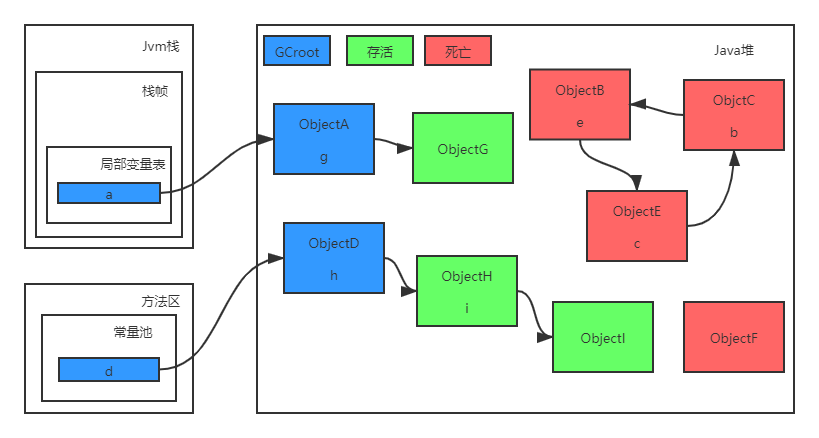 Jvm栈
栈帧
局部变量表
a
方法区
常量池
d
GCroot
存活
死亡
Java堆
ObjectA
g
ObjectG
ObjectB
e
ObjctC
b
ObjectE
c
ObjectD
h
ObjectH
i
ObjectI
ObjectF